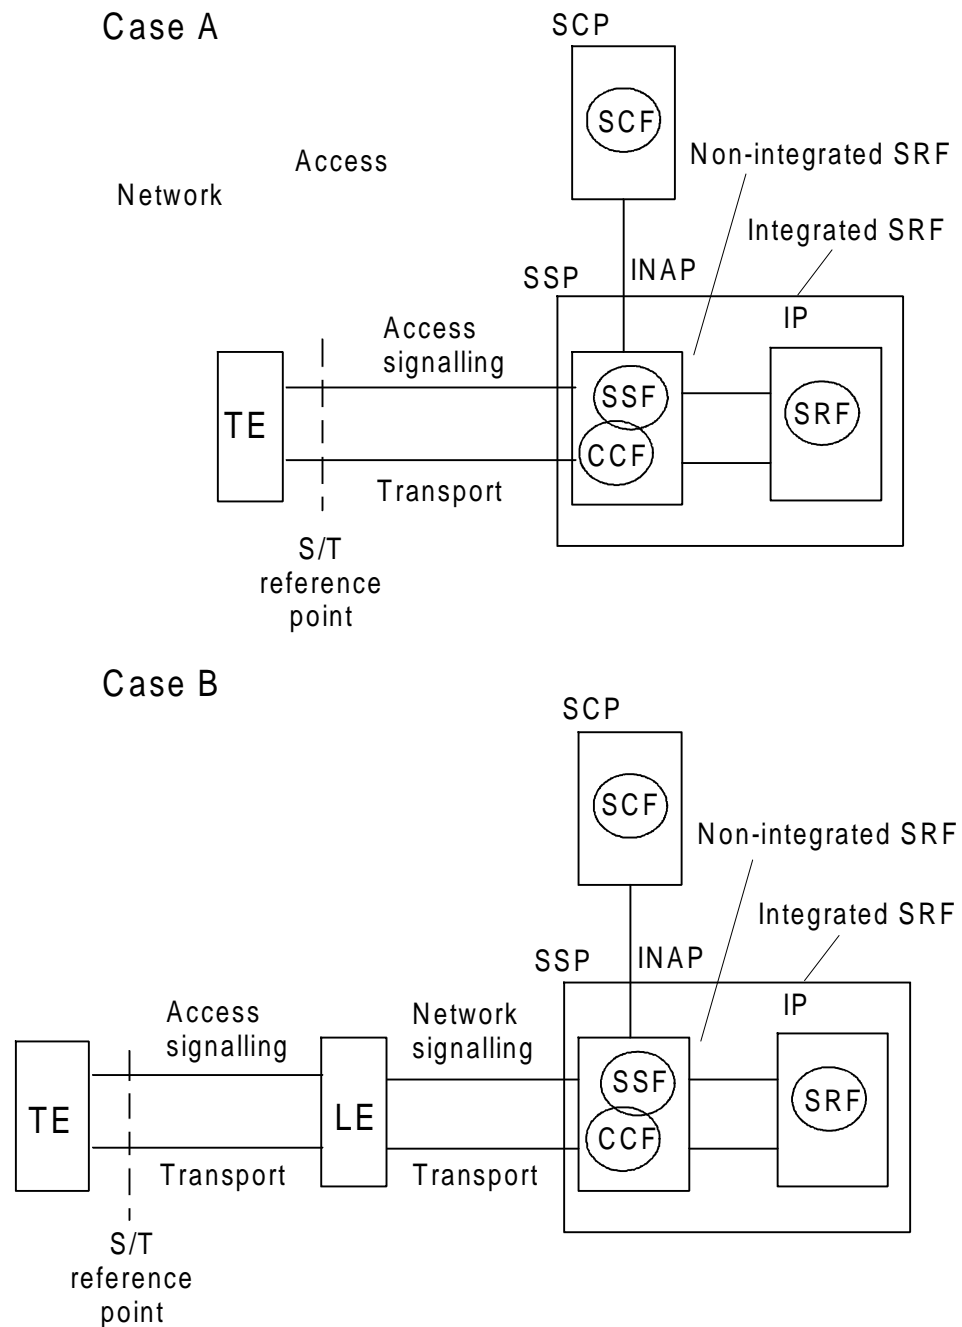 Case A
SCP
SCF
Non-integrated SRF
Access
Network
Integrated SRF
SSP
INAP
IP
Access
signalling
TE
SSF
SRF
CCF
Transport
S/T
reference
point
Case B
SCP
SCF
Non-integrated SRF
Integrated SRF
SSP
INAP
IP
Access
signalling
Network
signalling
TE
LE
SSF
SRF
CCF
Transport
Transport
S/T
reference
point